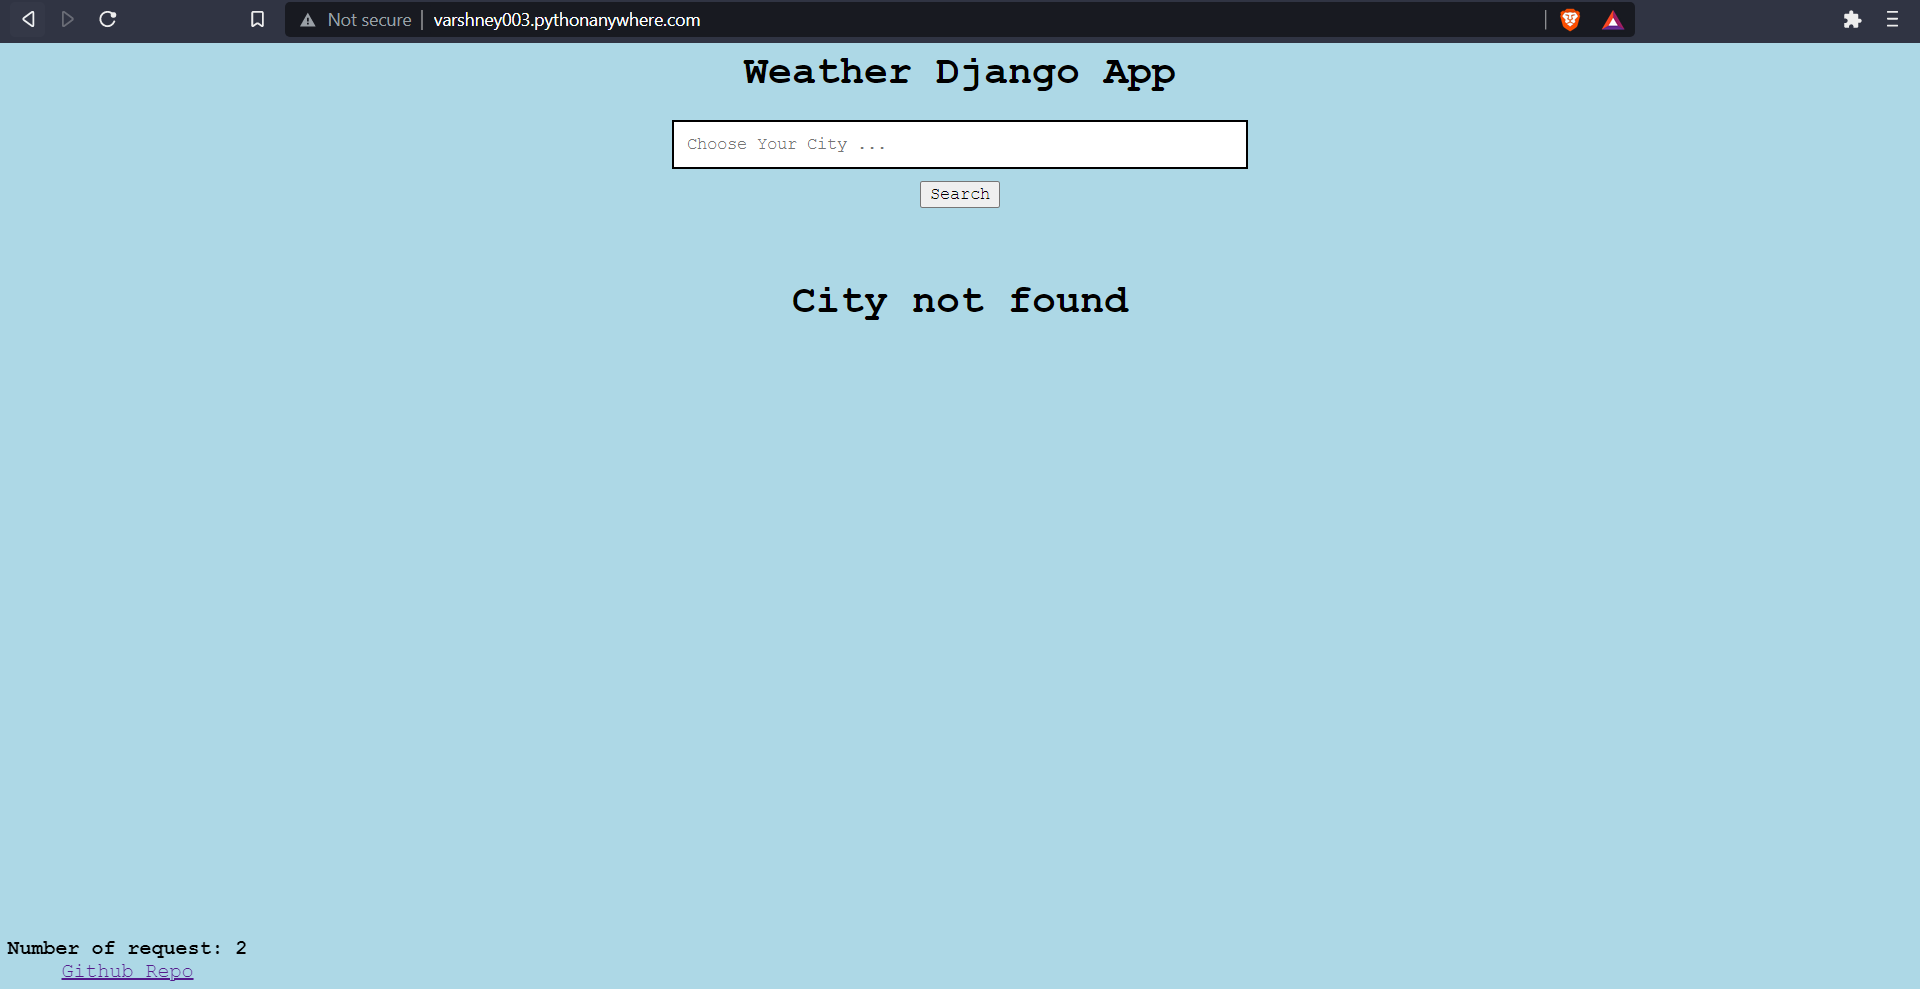 Not secure varshney003.pythonanywhere.com
Weather Django App
Choose Your City ...
Search
City not found
Number of request: 2
Github Repo